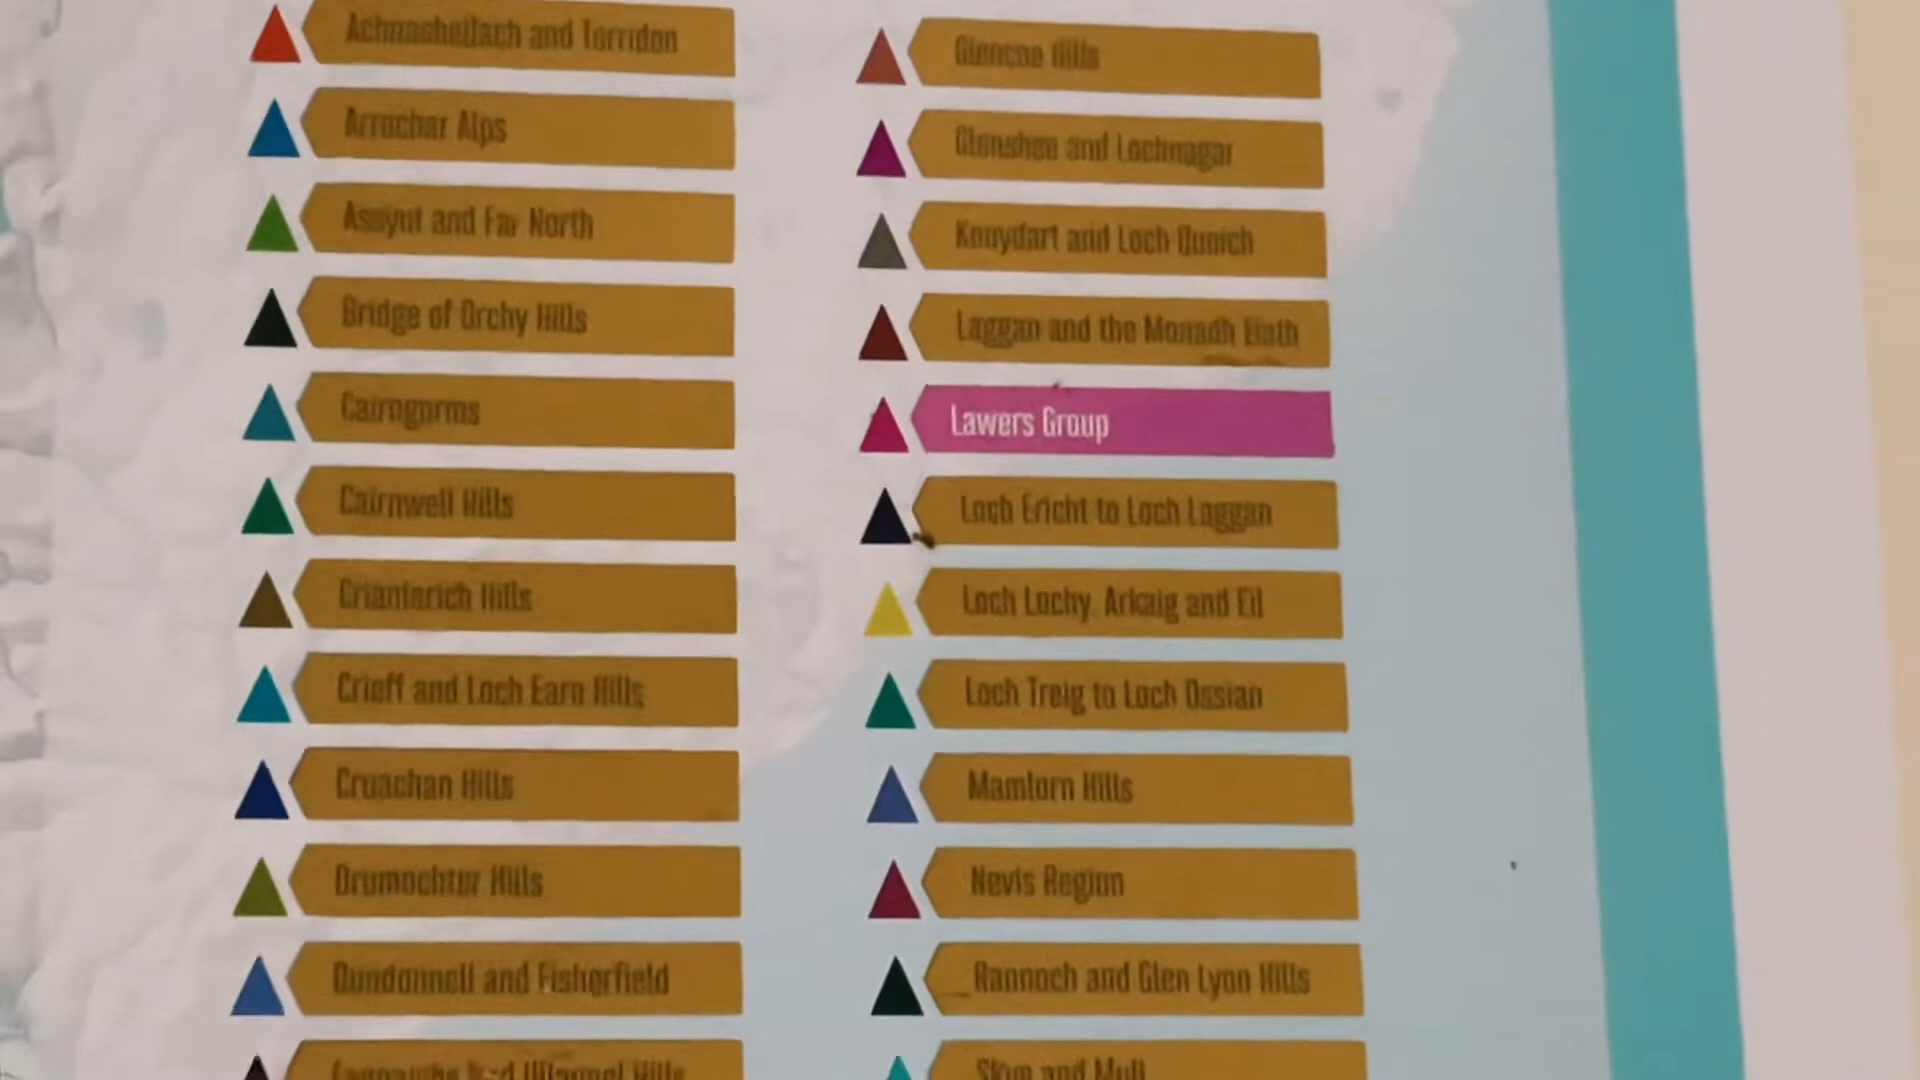 Achnashellach and Torridon
Arrochar Alps
Assynt and Far North
Bridge of Orchy Hills
Cairngorms
Cairnwell Hills
Crianlarich Hills
Crieff and Loch Earn Hills
Cruachan Hills
Drumochter Hills
Dundonnell and Fisherfield
Glencoe Hills
Glenshee and Lochnagar
Knoydart and Loch Quoich
Laggan and the Monadh Liath
Lawers Group
Loch Ericht to Loch Laggan
Loch Lochy, Arkaig and Eil
Loch Treig to Loch Ossian
Mamlorn Hills
Nevis Region
Rannoch and Glen Lyon Hills
and Mull